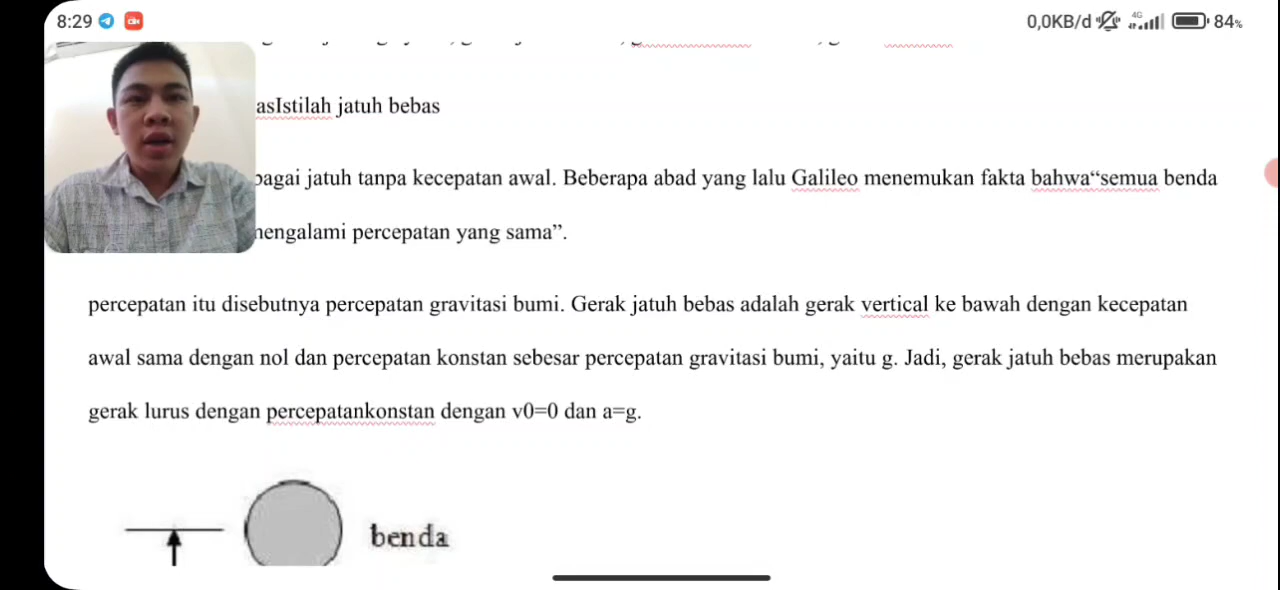 8:29
0,0KB/d 4G 84%
asIstilah jatuh bebas
bagai jatuh tanpa kecepatan awal. Beberapa abad yang lalu Galileo menemukan fakta bahwa“semua benda
mengalami percepatan yang sama”.
percepatan itu disebutnya percepatan gravitasi bumi. Gerak jatuh bebas adalah gerak vertical ke bawah dengan kecepatan
awal sama dengan nol dan percepatan konstan sebesar percepatan gravitasi bumi, yaitu g. Jadi, gerak jatuh bebas merupakan
gerak lurus dengan percepatankonstan dengan v0=0 dan a=g.
benda